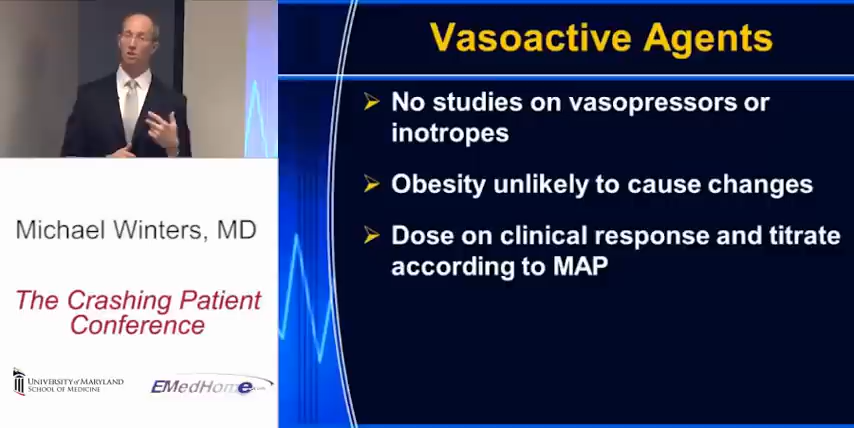 Vasoactive Agents
No studies on vasopressors or
inotropes
Obesity unlikely to cause changes
Dose on clinical response and titrate
according to MAP
Michael Winters, MD
The Crashing Patient
Conference
UNIVERSITY of MARYLAND
SCHOOL OF MEDICINE
EMedHome